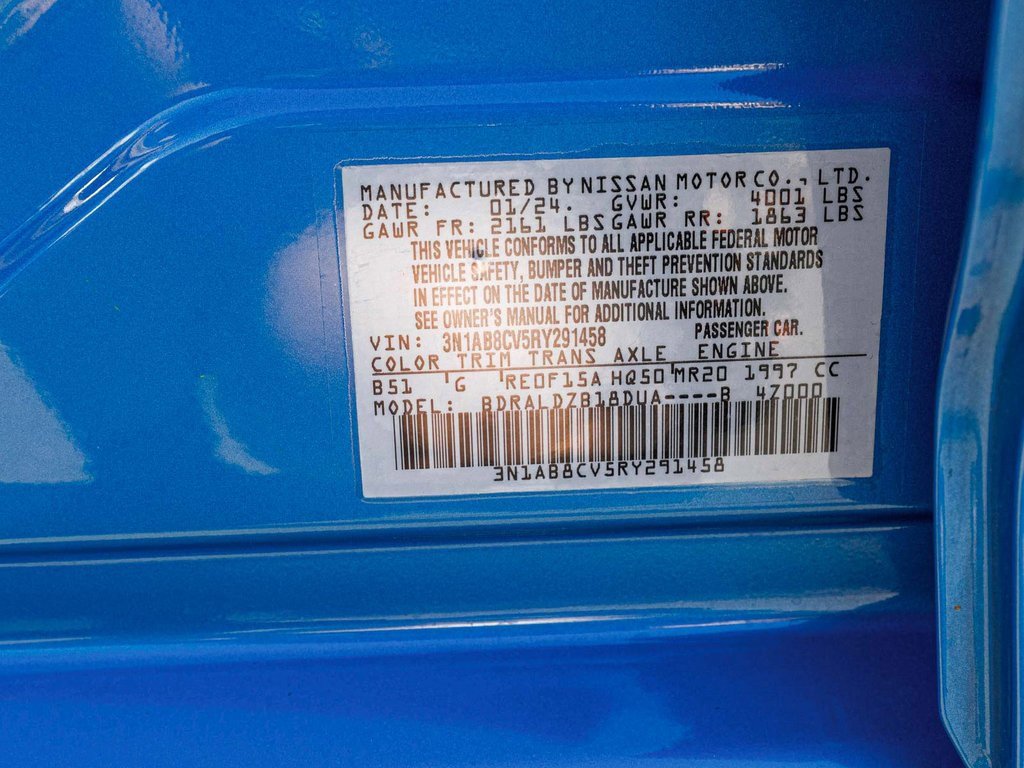 MANUFACTURED BY NISSAN MOTOR CO., LTD.
DATE: 01/24. GVWR: 4001 LBS
GAWR FR: 2161 LBS GAWR RR: 1863 LBS
THIS VEHICLE CONFORMS TO ALL APPLICABLE FEDERAL MOTOR
VEHICLE SAFETY, BUMPER AND THEFT PREVENTION STANDARDS
IN EFFECT ON THE DATE OF MANUFACTURE SHOWN ABOVE.
SEE OWNER'S MANUAL FOR ADDITIONAL INFORMATION.
VIN: 3N1AB8CV5RY291458 PASSENGER CAR.
COLOR TRIM TRANS AXLE ENGINE
B51 G RE0F15A HQ50 MR20 1997 CC
MODEL: BDRALDZB18DUA----B 4Z000
3N1AB8CV5RY291458